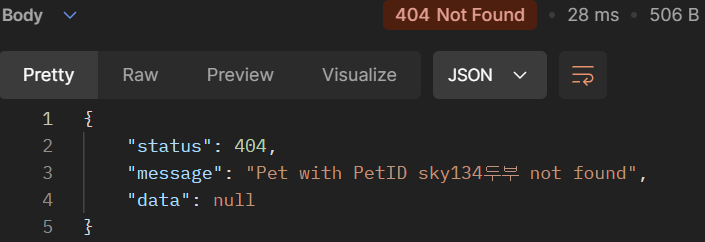 Body 404 Not Found • 28 ms • 506 B
Pretty Raw Preview Visualize JSON
1 {
2 "status": 404,
3 "message": "Pet with PetID sky134두부 not found",
4 "data": null
5 }